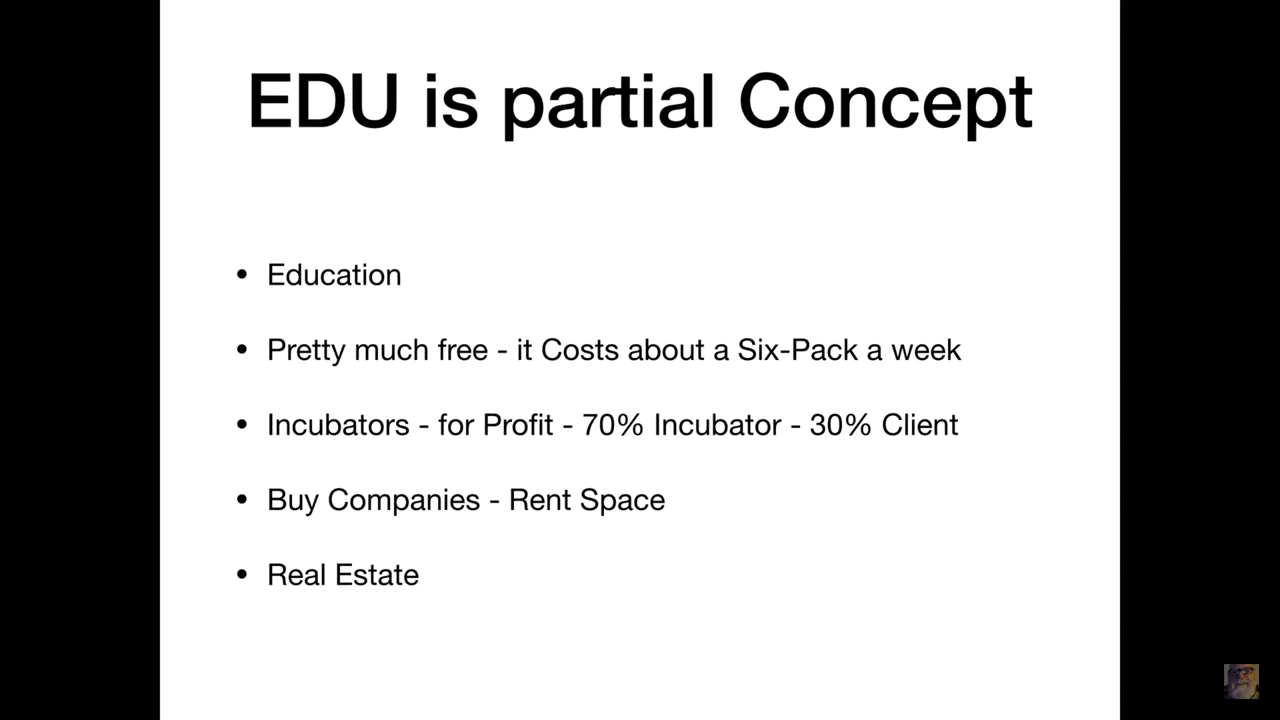 EDU is partial Concept
• Education
• Pretty much free - it Costs about a Six-Pack a week
• Incubators - for Profit - 70% Incubator - 30% Client
• Buy Companies - Rent Space
• Real Estate